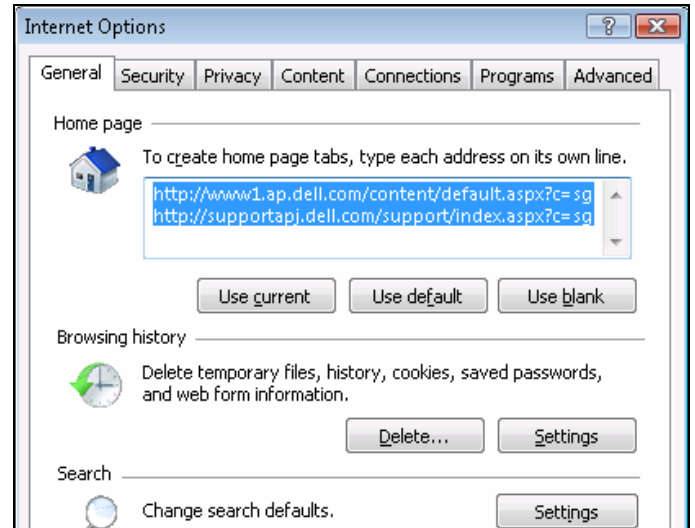 Internet Options
General Security Privacy Content Connections Programs Advanced
Home page
To create home page tabs, type each address on its own line.
http://www1.ap.dell.com/content/default.aspx?c=sg
http://supportapj.dell.com/support/index.aspx?c=sg
Use current Use default Use blank
Browsing history
Delete temporary files, history, cookies, saved passwords,
and web form information.
Delete... Settings
Search
Change search defaults. Settings